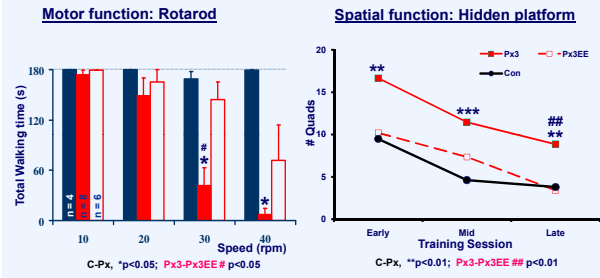 Motor function: Rotarod
Total Walking time (s)
180
120
60
0
#
*
*
n = 4
n = 8
n = 6
10 20 30 40
Speed (rpm)
C-Px, *p<0.05; Px3-Px3EE # p<0.05
Spatial function: Hidden platform
# Quads
20
15
10
5
0
Px3 Px3EE
Con
**
***
##
**
Early Mid Late
Training Session
C-Px, **p<0.01; Px3-Px3EE ## p<0.01